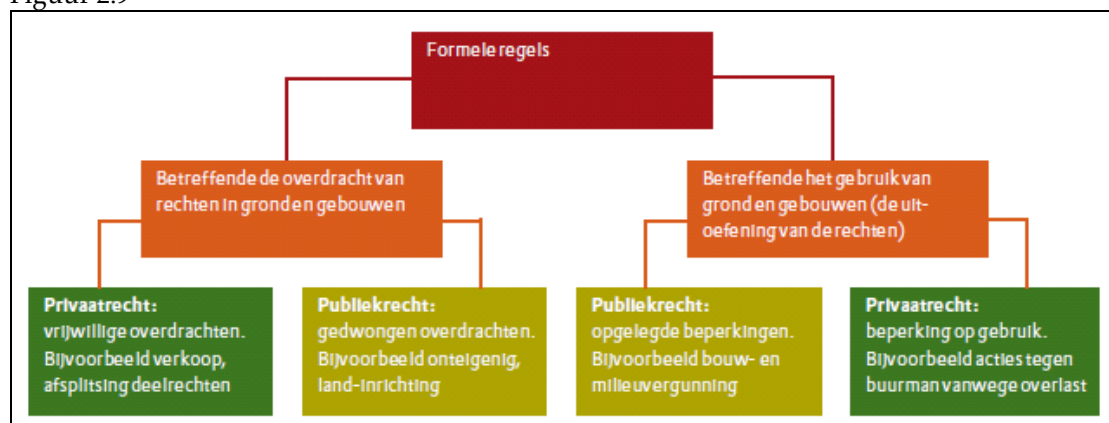 Figuur 2.9
Formele regels
Betreffende de overdracht van
rechten in grond en gebouwen
Betreffende het gebruik van
grond en gebouwen (de uit-
oefening van de rechten)
Privaatrecht:
vrijwillige overdrachten.
Bijvoorbeeld verkoop,
afsplitsing deelrechten
Publiekrecht:
gedwongen overdrachten.
Bijvoorbeeld onteigenig,
land-inrichting
Publiekrecht:
opgelegde beperkingen.
Bijvoorbeeld bouw- en
milieuvergunning
Privaatrecht:
beperking op gebruik.
Bijvoorbeeld acties tegen
buurman vanwege overlast